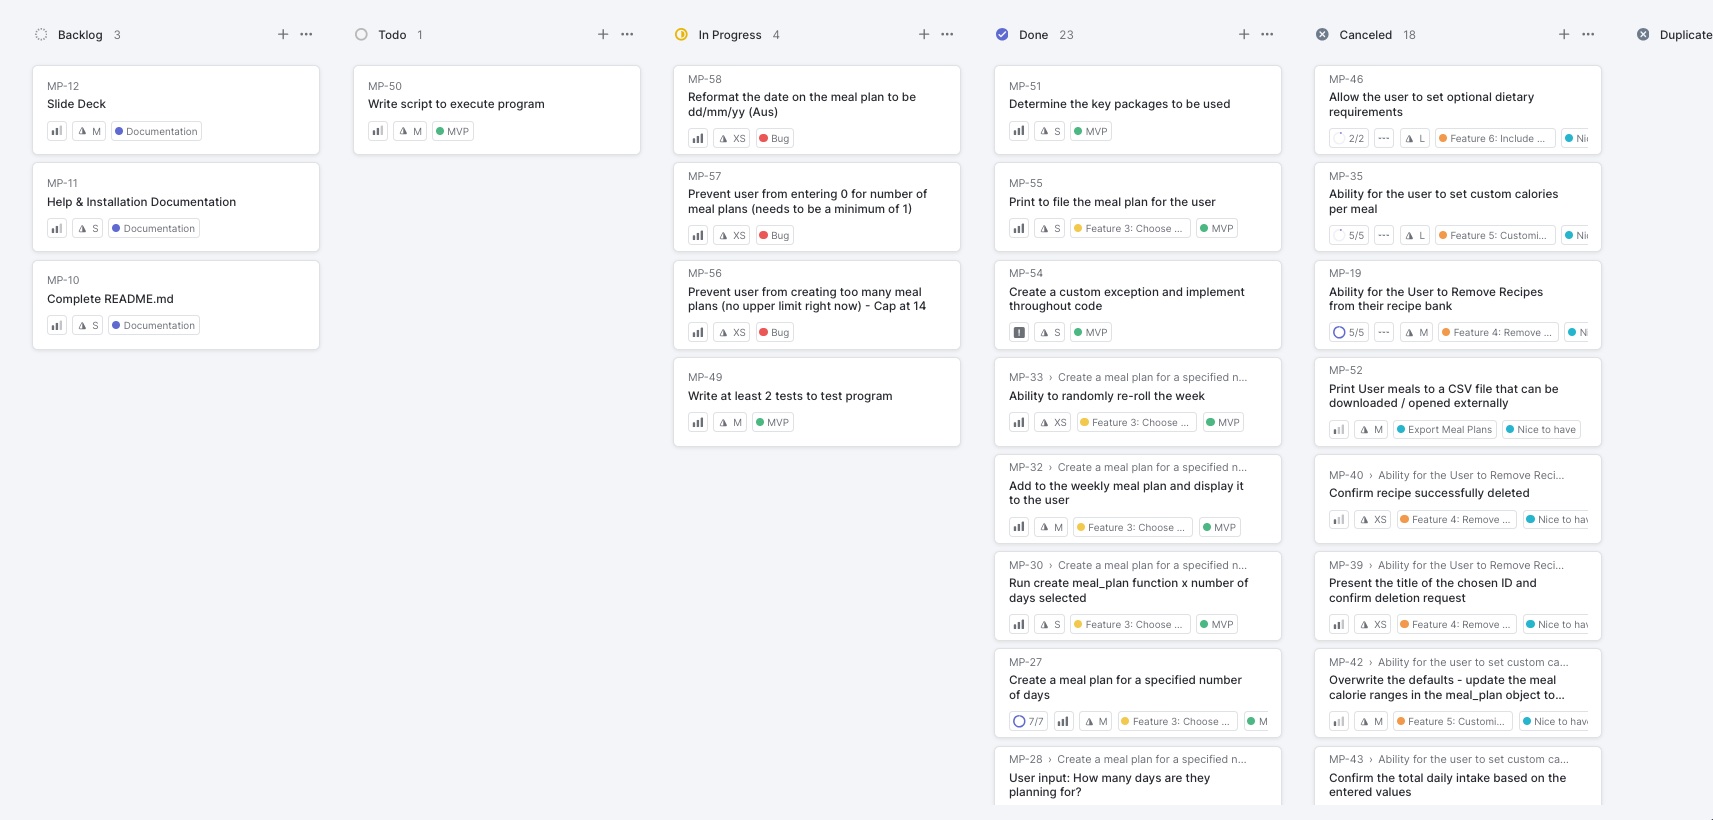 Backlog 3
MP-12
Slide Deck
M Documentation
MP-11
Help & Installation Documentation
S Documentation
MP-10
Complete README.md
S Documentation
Todo 1
MP-50
Write script to execute program
M MVP
In Progress 4
MP-58
Reformat the date on the meal plan to be
dd/mm/yy (Aus)
XS Bug
MP-57
Prevent user from entering 0 for number of
meal plans (needs to be a minimum of 1)
XS Bug
MP-56
Prevent user from creating too many meal
plans (no upper limit right now) - Cap at 14
XS Bug
MP-49
Write at least 2 tests to test program
M MVP
Done 23
MP-51
Determine the key packages to be used
S MVP
MP-55
Print to file the meal plan for the user
S Feature 3: Choose ... MVP
MP-54
Create a custom exception and implement
throughout code
S MVP
MP-33 › Create a meal plan for a specified n...
Ability to randomly re-roll the week
XS Feature 3: Choose ... MVP
MP-32 › Create a meal plan for a specified n...
Add to the weekly meal plan and display it
to the user
M Feature 3: Choose ... MVP
MP-30 › Create a meal plan for a specified n...
Run create meal_plan function x number of
days selected
S Feature 3: Choose ... MVP
MP-27
Create a meal plan for a specified number
of days
7/7 M Feature 3: Choose ... M
MP-28 › Create a meal plan for a specified n...
User input: How many days are they
planning for?
Canceled 18
MP-46
Allow the user to set optional dietary
requirements
2/2 --- L Feature 6: Include ... Nic
MP-35
Ability for the user to set custom calories
per meal
5/5 --- L Feature 5: Customi... Nic
MP-19
Ability for the User to Remove Recipes
from their recipe bank
5/5 --- M Feature 4: Remove ... Ni
MP-52
Print User meals to a CSV file that can be
downloaded / opened externally
M Export Meal Plans Nice to have
MP-40 › Ability for the User to Remove Reci...
Confirm recipe successfully deleted
XS Feature 4: Remove ... Nice to hav
MP-39 › Ability for the User to Remove Reci...
Present the title of the chosen ID and
confirm deletion request
XS Feature 4: Remove ... Nice to hav
MP-42 › Ability for the user to set custom ca...
Overwrite the defaults - update the meal
calorie ranges in the meal_plan object to...
M Feature 5: Customi... Nice to have
MP-43 › Ability for the user to set custom ca...
Confirm the total daily intake based on the
entered values
Duplicate